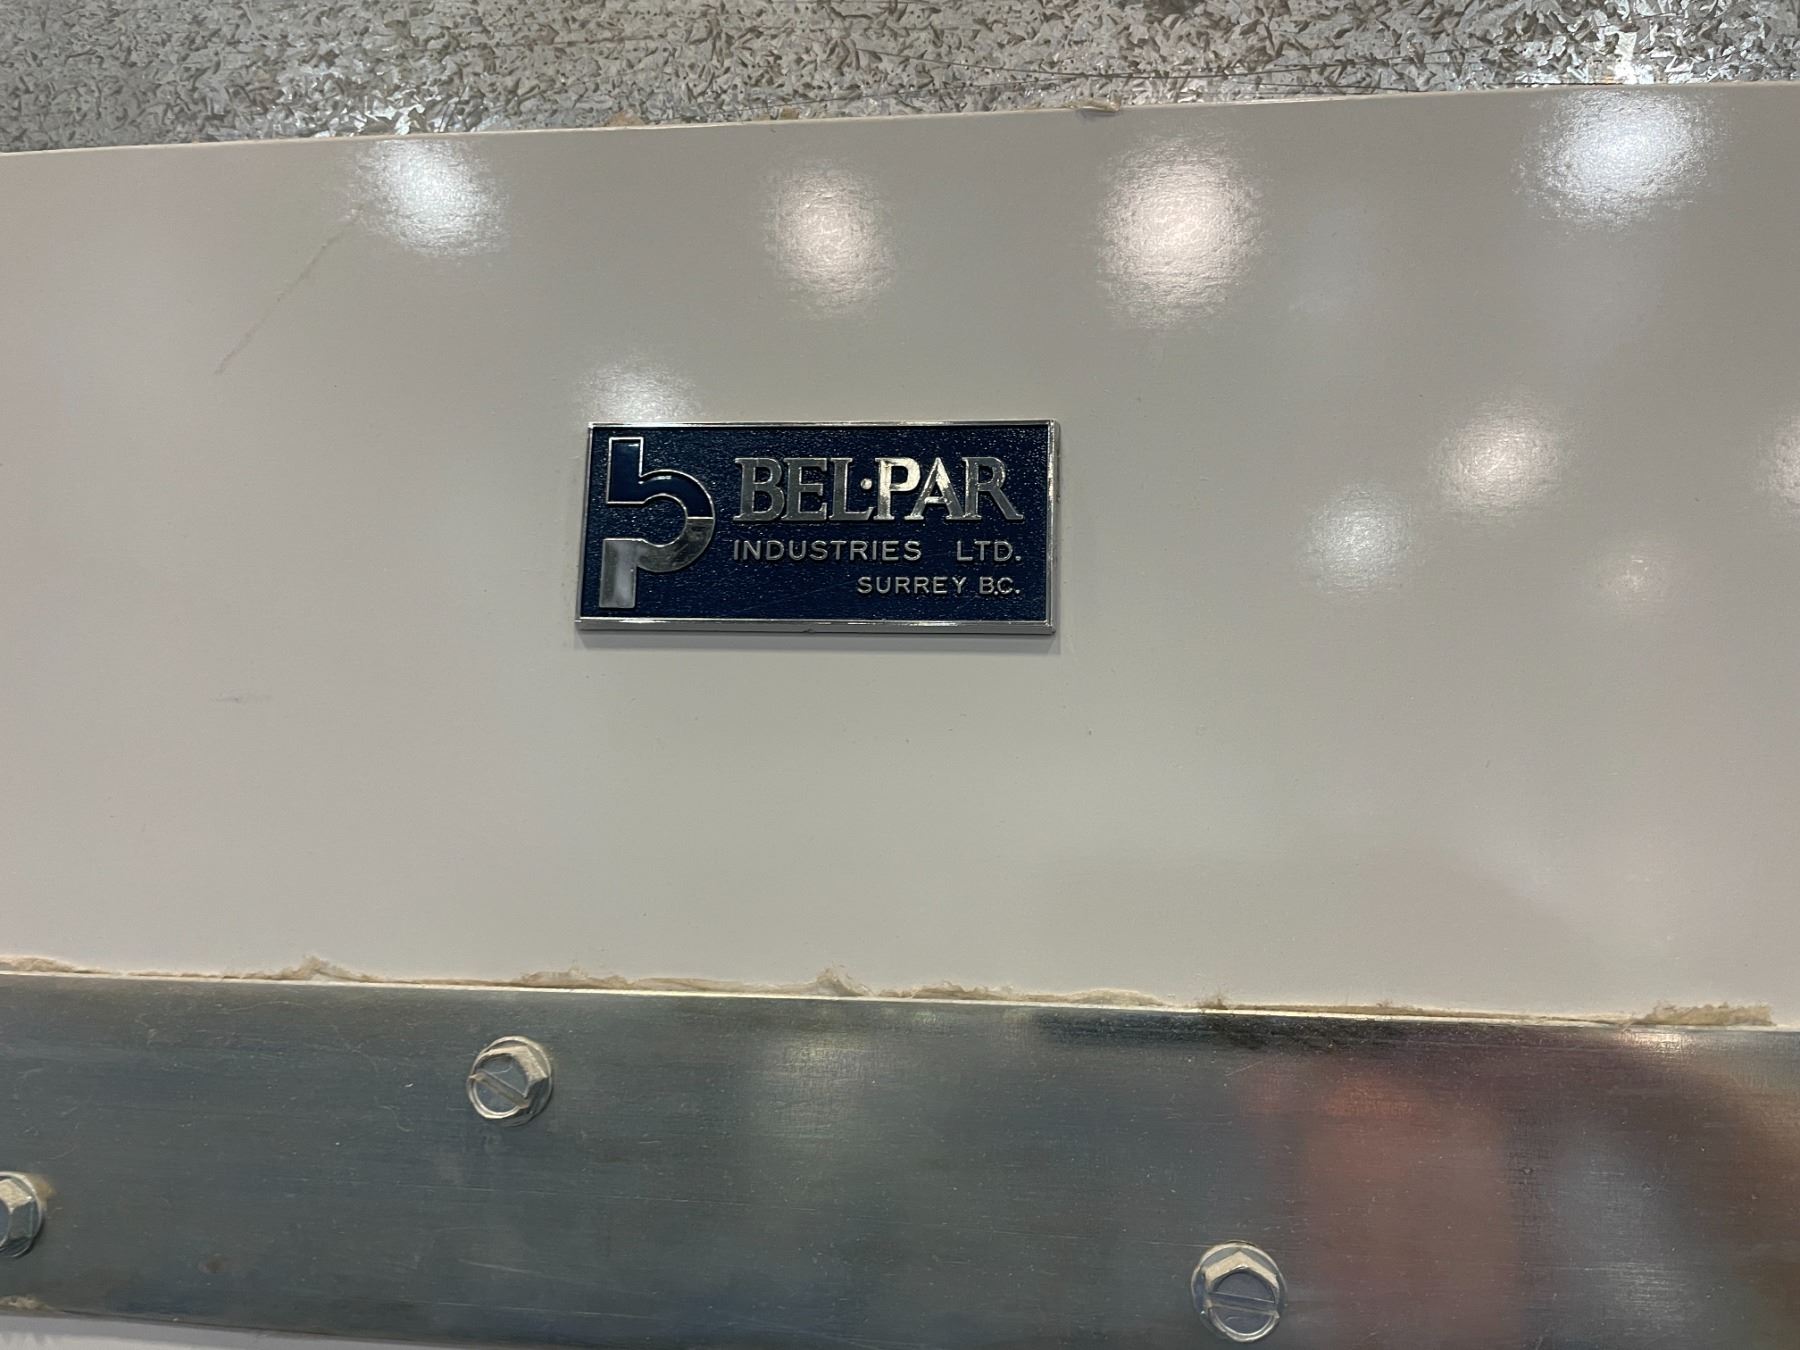 BEL·PAR
INDUSTRIES LTD.
SURREY B.C.